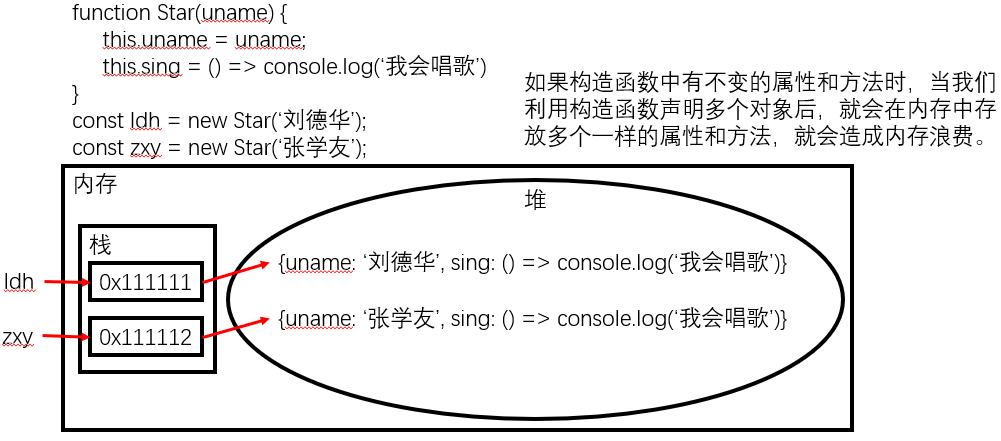 function Star(uname) {
this.uname = uname;
this.sing = () => console.log(‘我会唱歌’)
}
const ldh = new Star(‘刘德华’);
const zxy = new Star(‘张学友’);
如果构造函数中有不变的属性和方法时，当我们
利用构造函数声明多个对象后，就会在内存中存
放多个一样的属性和方法，就会造成内存浪费。
内存
堆
栈
ldh
0x111111
{uname: ‘刘德华’, sing: () => console.log(‘我会唱歌’)}
zxy
0x111112
{uname: ‘张学友’, sing: () => console.log(‘我会唱歌’)}